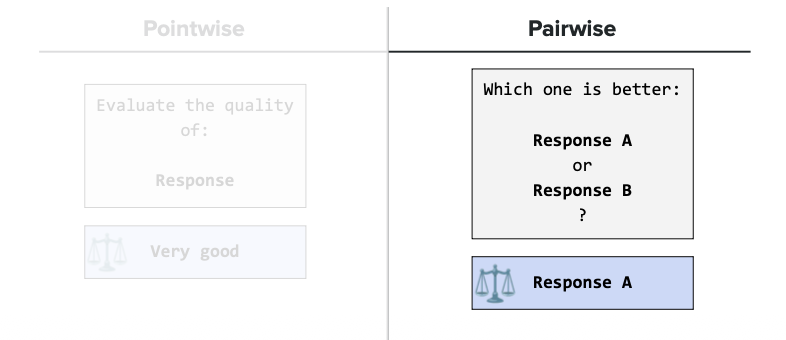 Pointwise
Evaluate the quality
of:
Response
Very good
Pairwise
Which one is better:
Response A
or
Response B
?
Response A